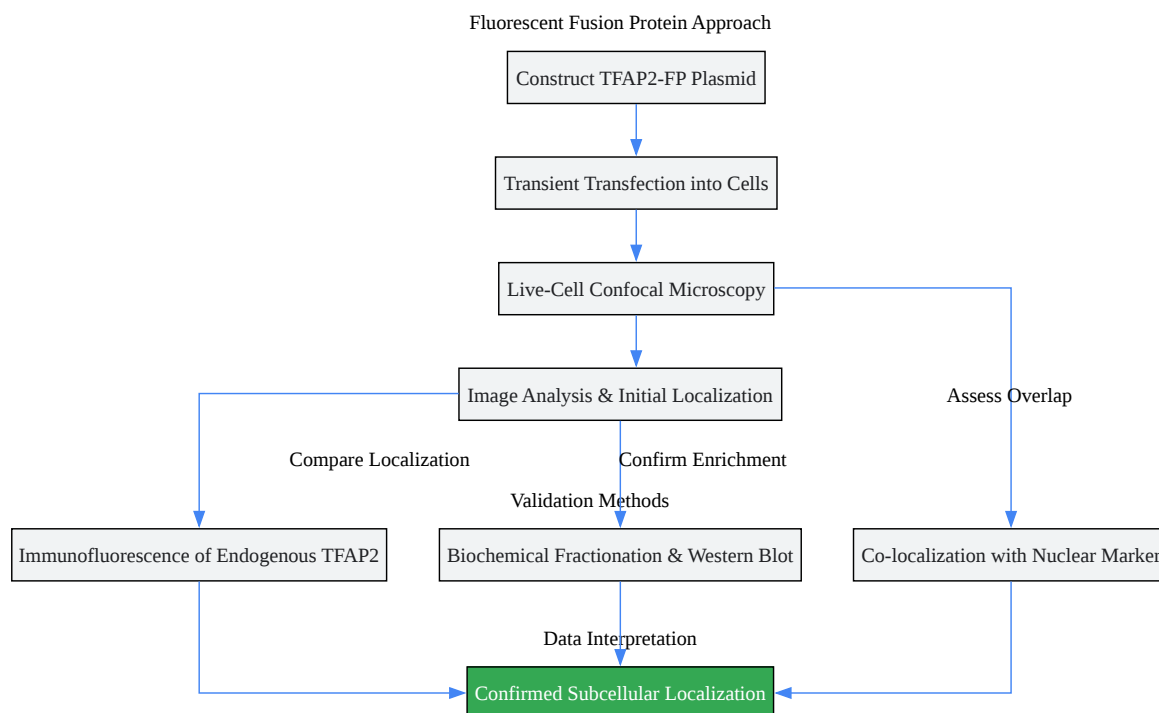 Fluorescent Fusion Protein Approach
Construct TFAP2-FP Plasmid
Transient Transfection into Cells
Live-Cell Confocal Microscopy
Image Analysis & Initial Localization
Assess Overlap
Compare Localization
Confirm Enrichment
Validation Methods
Immunofluorescence of Endogenous TFAP2
Biochemical Fractionation & Western Blot
Co-localization with Nuclear Marker
Data Interpretation
Confirmed Subcellular Localization